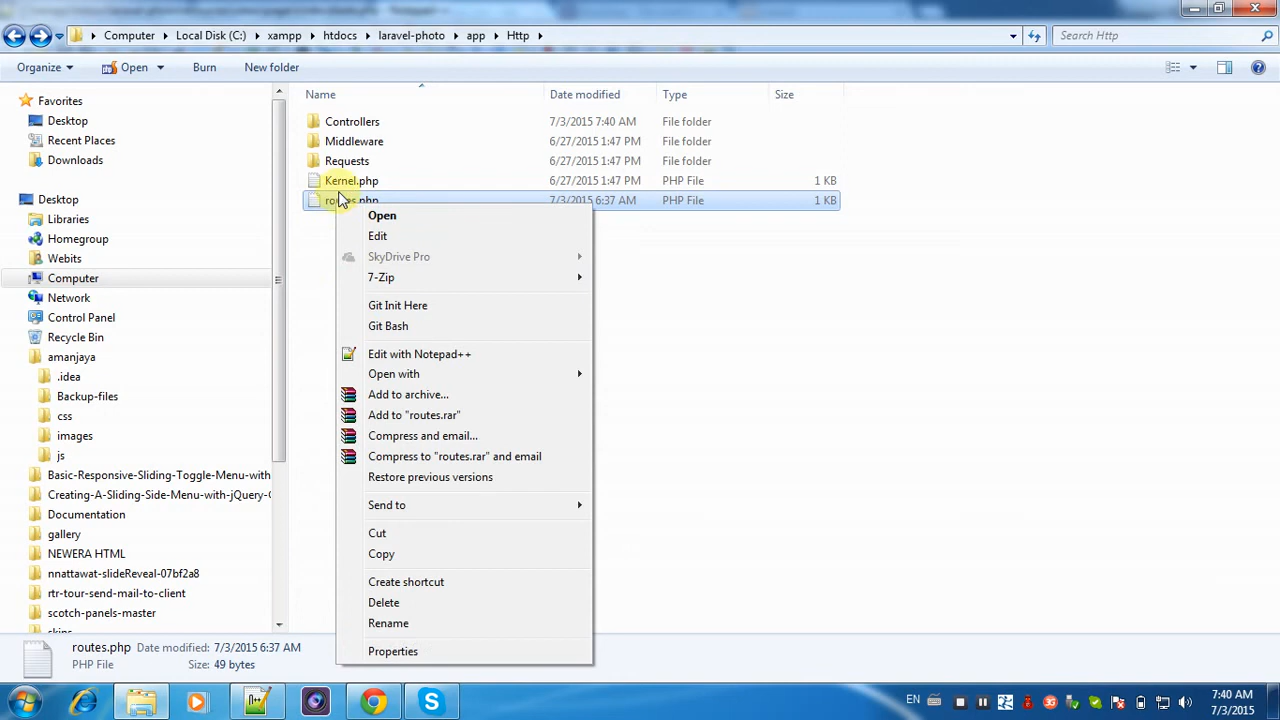 Computer Local Disk (C:) xampp htdocs laravel-photo app Http
Search Http
Organize Open Burn New folder
Name Date modified Type Size
Favorites
Desktop
Recent Places
Downloads
Desktop
Libraries
Homegroup
Webits
Computer
Network
Control Panel
Recycle Bin
amanjaya
.idea
Backup-files
css
images
js
Basic-Responsive-Sliding-Toggle-Menu-with
Creating-A-Sliding-Side-Menu-with-jQuery-C
Documentation
gallery
NEWERA HTML
nnattawat-slideReveal-07bf2a8
rtr-tour-send-mail-to-client
scotch-panels-master
skins
Controllers 7/3/2015 7:40 AM File folder
Middleware 6/27/2015 1:47 PM File folder
Requests 6/27/2015 1:47 PM File folder
Kernel.php 6/27/2015 1:47 PM PHP File 1 KB
routes.php 7/3/2015 6:37 AM PHP File 1 KB
Open
Edit
SkyDrive Pro
7-Zip
Git Init Here
Git Bash
Edit with Notepad++
Open with
Add to archive...
Add to "routes.rar"
Compress and email...
Compress to "routes.rar" and email
Restore previous versions
Send to
Cut
Copy
Create shortcut
Delete
Rename
Properties
routes.php Date modified: 7/3/2015 6:37 AM
PHP File Size: 49 bytes
EN
7:40 AM
7/3/2015